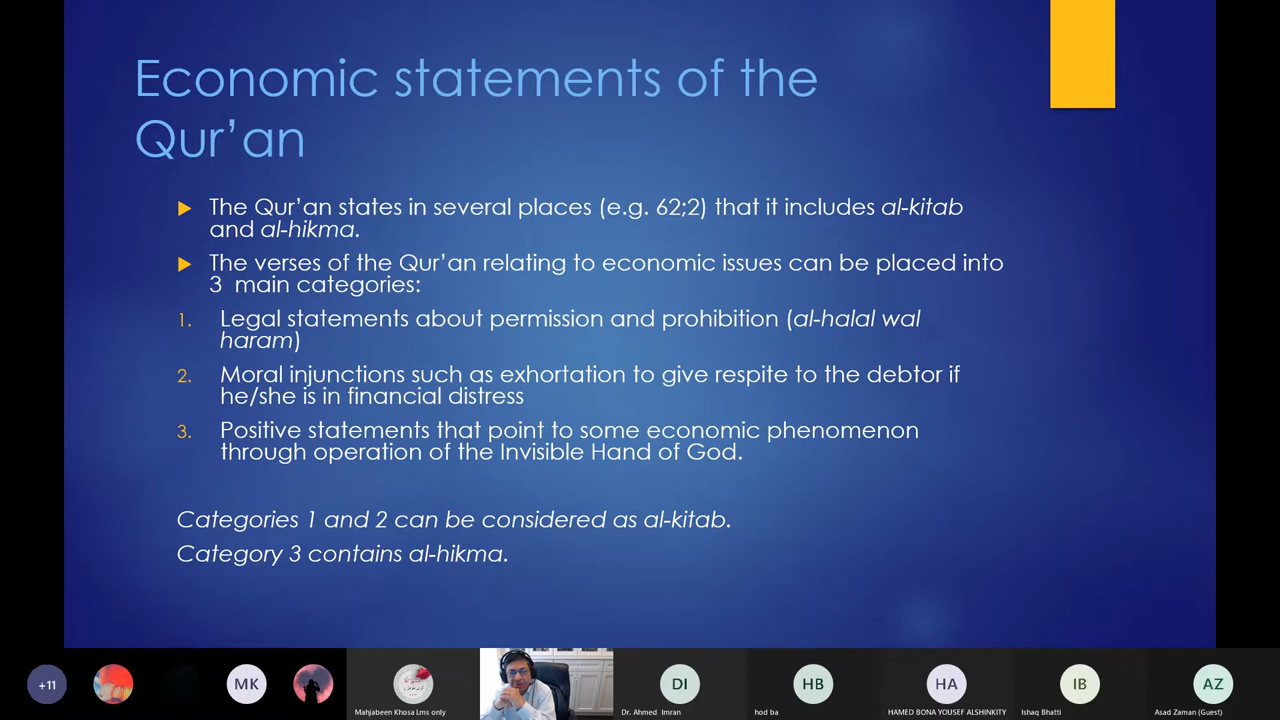 Economic statements of the
Qur’an
The Qur’an states in several places (e.g. 62;2) that it includes al-kitab
and al-hikma.
The verses of the Qur’an relating to economic issues can be placed into
3 main categories:
1. Legal statements about permission and prohibition (al-halal wal
haram)
2. Moral injunctions such as exhortation to give respite to the debtor if
he/she is in financial distress
3. Positive statements that point to some economic phenomenon
through operation of the Invisible Hand of God.
Categories 1 and 2 can be considered as al-kitab.
Category 3 contains al-hikma.
+11
MK
DI
HB
HA
IB
AZ
Mahjabeen Khosa Lms only
Dr. Ahmed Imran
hod ba
HAMED BONA YOUSEF ALSHINKITY
Ishaq Bhatti
Asad Zaman (Guest)